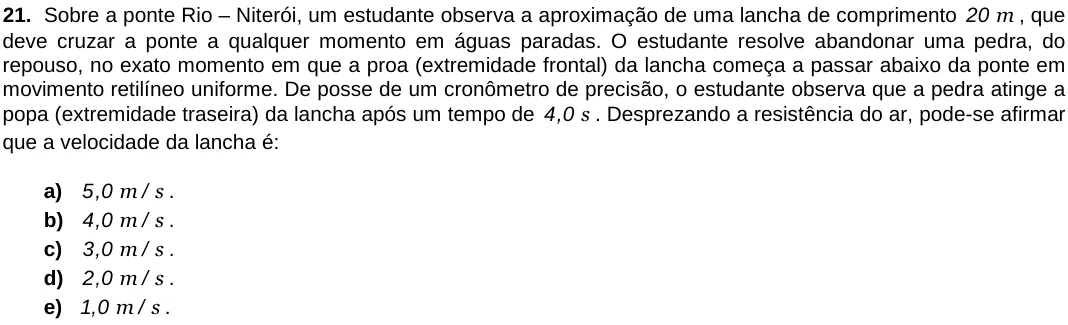 21. Sobre a ponte Rio – Niterói, um estudante observa a aproximação de uma lancha de comprimento 20 m , que
deve cruzar a ponte a qualquer momento em águas paradas. O estudante resolve abandonar uma pedra, do
repouso, no exato momento em que a proa (extremidade frontal) da lancha começa a passar abaixo da ponte em
movimento retilíneo uniforme. De posse de um cronômetro de precisão, o estudante observa que a pedra atinge a
popa (extremidade traseira) da lancha após um tempo de 4,0 s . Desprezando a resistência do ar, pode-se afirmar
que a velocidade da lancha é:
a) 5,0 m / s .
b) 4,0 m / s .
c) 3,0 m / s .
d) 2,0 m / s .
e) 1,0 m / s .